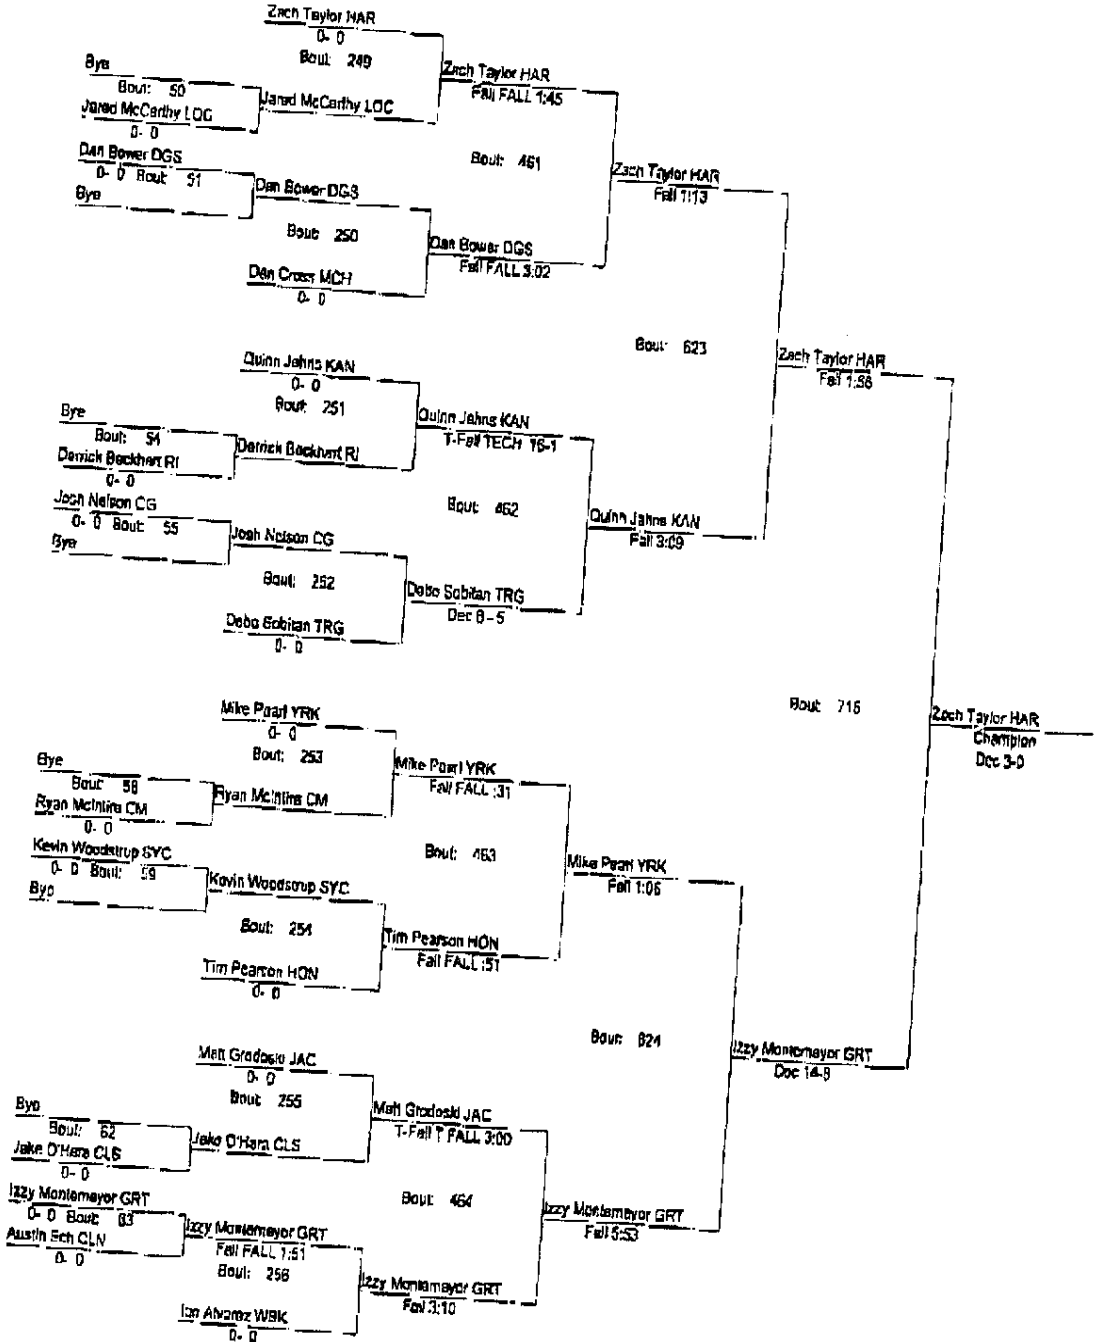 Zach Taylor HAR
0- 0
Bout: 249
Zach Taylor HAR
Fall FALL 1:45
Bye
Bout: 50
Jared McCarthy LOC
0- 0
Jared McCarthy LOC
Bout: 461
Zach Taylor HAR
Fall 1:13
Dan Bower DGS
0- 0 Bout: 51
Bye
Dan Bower DGS
Bout: 250
Dan Bower DGS
Fall FALL 3:02
Dan Cross MCH
0- 0
Bout: 623
Zach Taylor HAR
Fall 1:56
Quinn Jahns KAN
0- 0
Bout: 251
Quinn Jahns KAN
T-Fall TECH 16-1
Bye
Bout: 54
Derrick Beckhart RI
0- 0
Derrick Beckhart RI
Bout: 462
Quinn Jahns KAN
Fall 3:09
Josh Nelson CG
0- 0 Bout: 55
Bye
Josh Nelson CG
Bout: 252
Debo Sobitan TRG
Dec 8-5
Debo Sobitan TRG
0- 0
Bout: 716
Zach Taylor HAR
Champion
Dec 3-0
Mike Pearl YRK
0- 0
Bout: 253
Mike Pearl YRK
Fall FALL :31
Bye
Bout: 58
Ryan McIntire CM
0- 0
Ryan McIntire CM
Bout: 463
Mike Pearl YRK
Fall 1:06
Kevin Woodstrup SYC
0- 0 Bout: 59
Bye
Kevin Woodstrup SYC
Bout: 254
Tim Pearson HON
Fall FALL :51
Tim Pearson HON
0- 0
Bout: 624
Izzy Montemayor GRT
Dec 14-8
Matt Grodoski JAC
0- 0
Bout: 255
Matt Grodoski JAC
T-Fall T FALL 3:00
Bye
Bout: 62
Jake O'Hara CLS
0- 0
Jake O'Hara CLS
Bout: 464
Izzy Montemayor GRT
Fall 5:53
Izzy Montemayor GRT
0- 0 Bout: 63
Austin Ech CLN
0- 0
Izzy Montemayor GRT
Fall FALL 1:51
Bout: 256
Izzy Montemayor GRT
Fall 3:10
Ian Alvarez WBK
0- 0